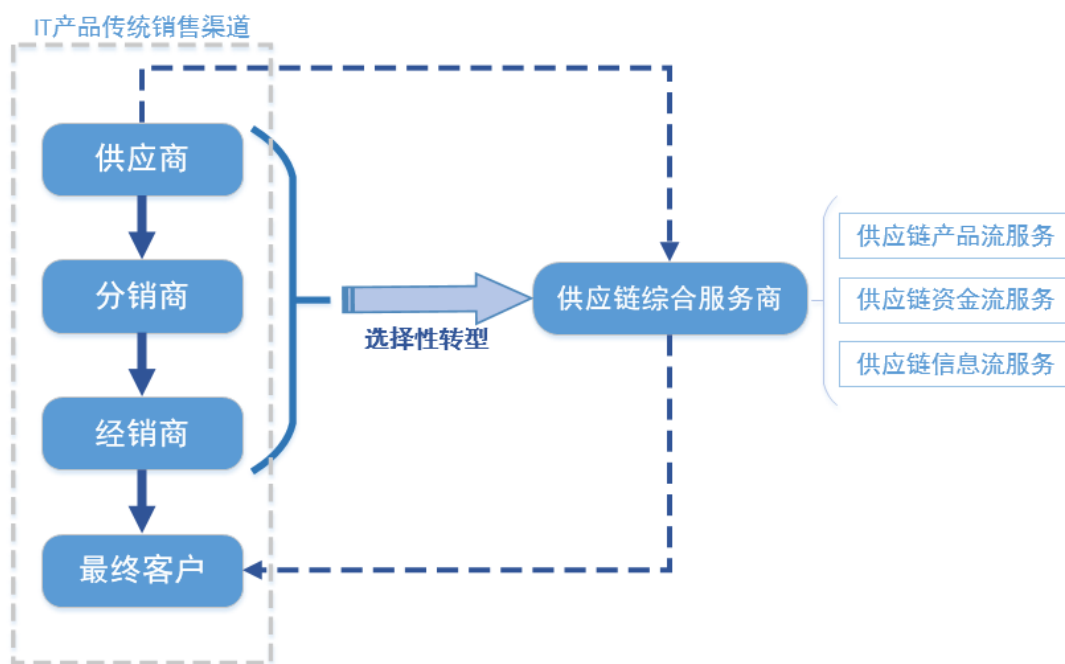 IT产品传统销售渠道
供应商
分销商
经销商
最终客户
选择性转型
供应链综合服务商
供应链产品流服务
供应链资金流服务
供应链信息流服务